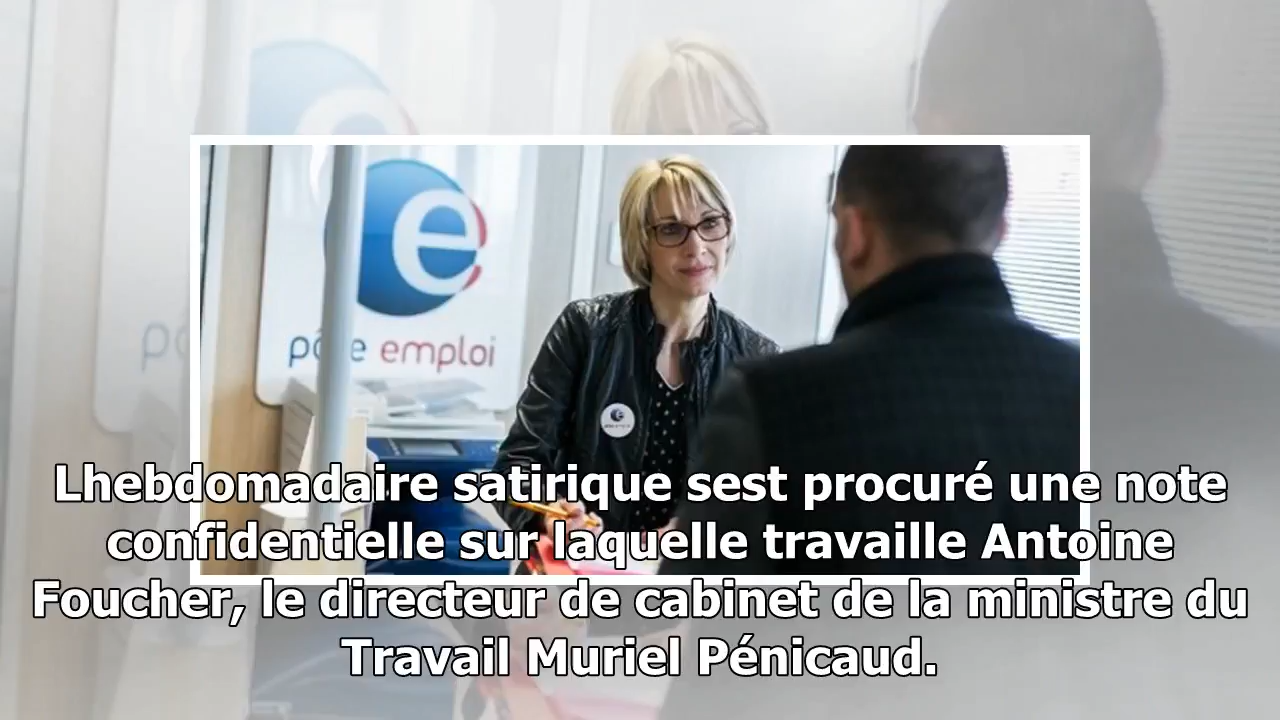 pôle emploi
Lhebdomadaire satirique sest procuré une note
confidentielle sur laquelle travaille Antoine
Foucher, le directeur de cabinet de la ministre du
Travail Muriel Pénicaud.